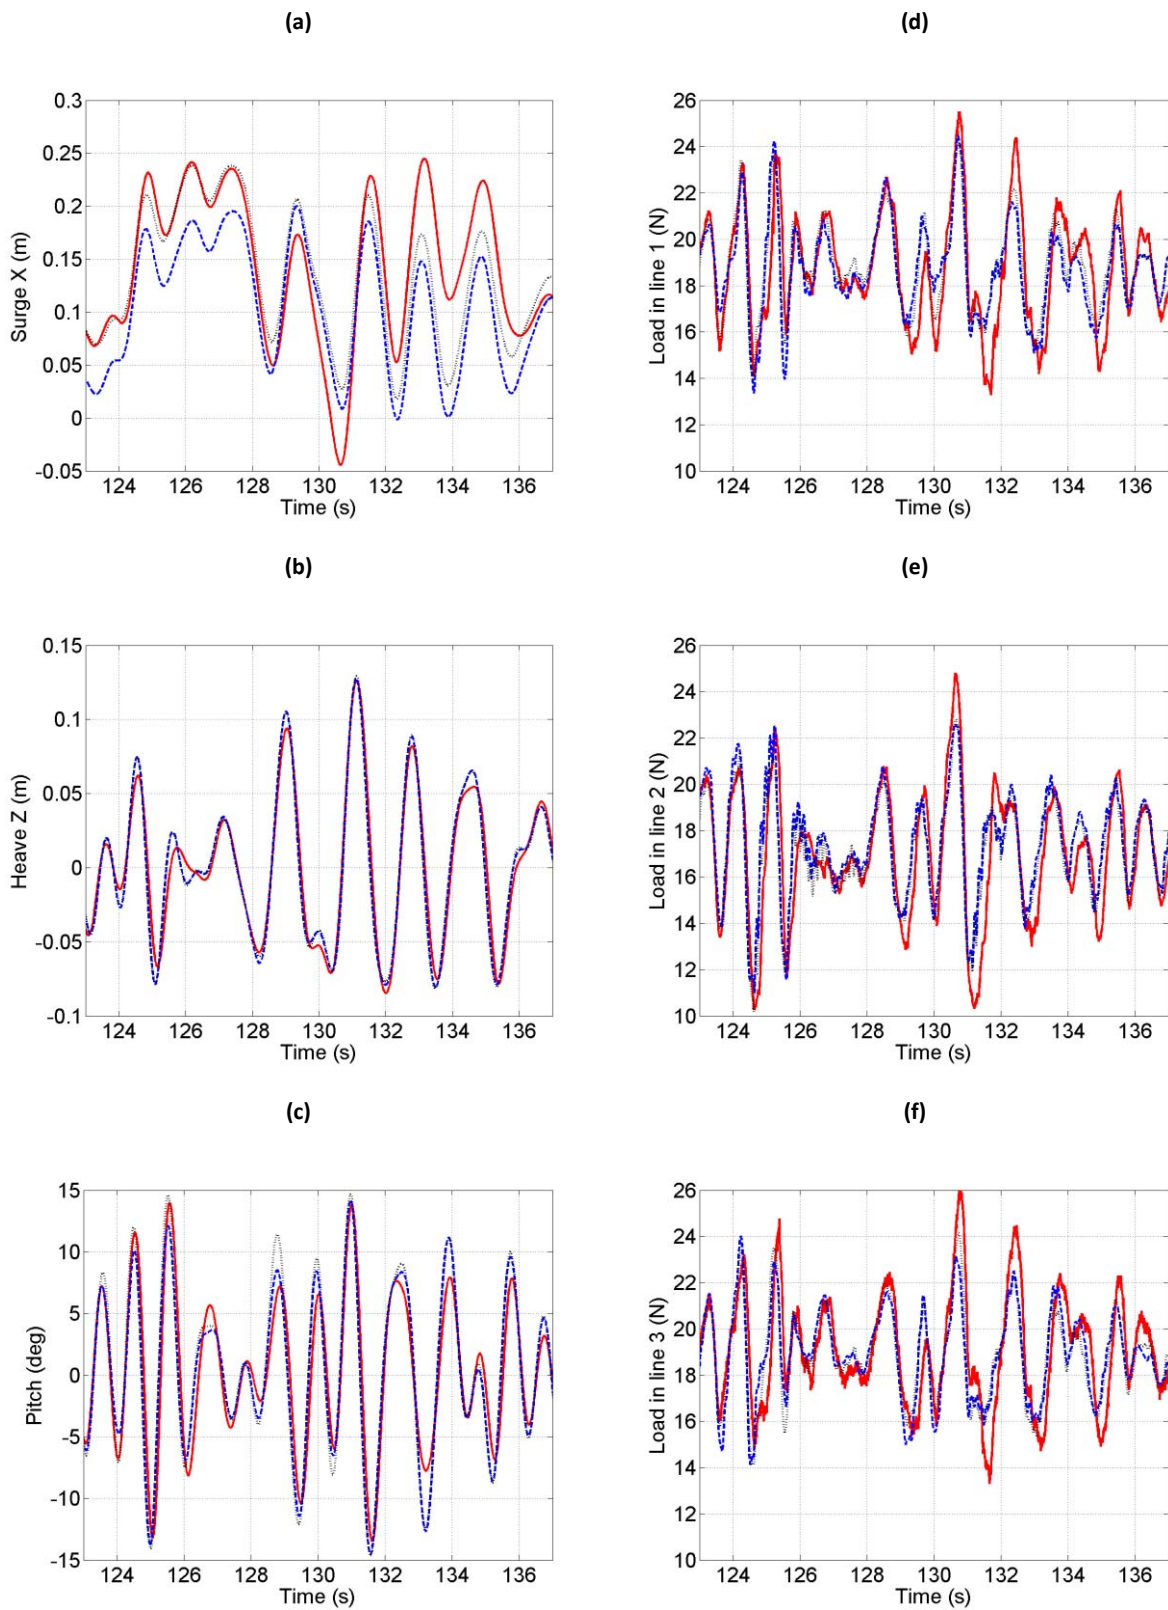 (a)
0.3
0.25
0.2
0.15
0.1
0.05
0
-0.05
Surge X (m)
124 126 128 130 132 134 136
Time (s)
(d)
26
24
22
20
18
16
14
12
10
Load in line 1 (N)
124 126 128 130 132 134 136
Time (s)
(b)
0.15
0.1
0.05
0
-0.05
-0.1
Heave Z (m)
124 126 128 130 132 134 136
Time (s)
(e)
26
24
22
20
18
16
14
12
10
Load in line 2 (N)
124 126 128 130 132 134 136
Time (s)
(c)
15
10
5
0
-5
-10
-15
Pitch (deg)
124 126 128 130 132 134 136
Time (s)
(f)
26
24
22
20
18
16
14
12
10
Load in line 3 (N)
124 126 128 130 132 134 136
Time (s)